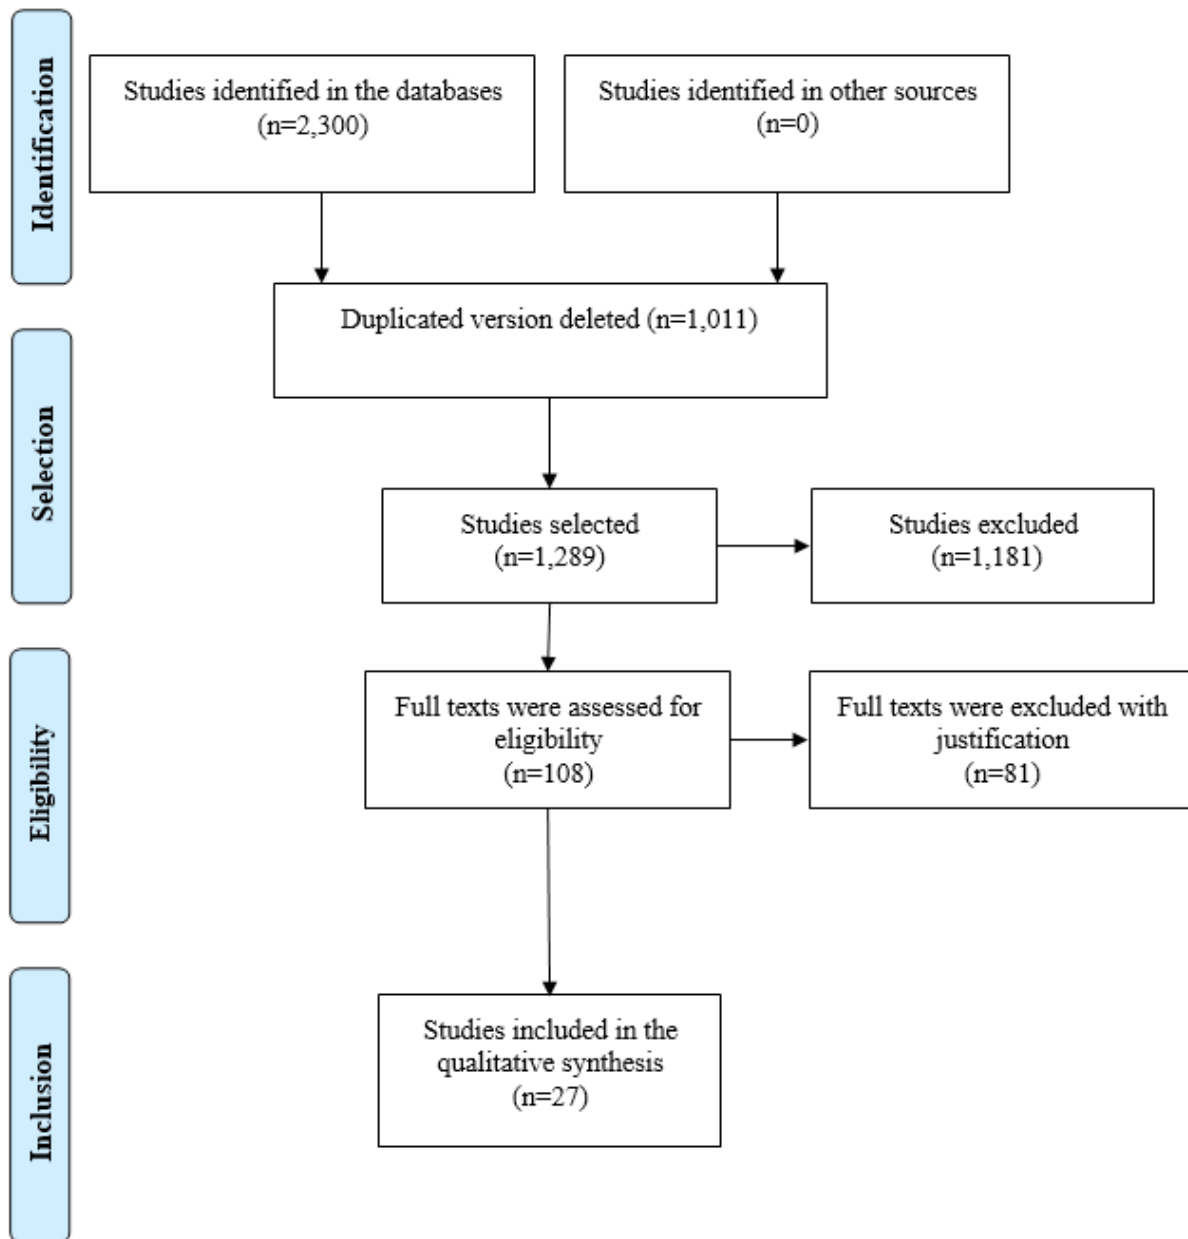 Identification
Studies identified in the databases
(n=2,300)
Studies identified in other sources
(n=0)
Duplicated version deleted (n=1,011)
Selection
Studies selected
(n=1,289)
Studies excluded
(n=1,181)
Eligibility
Full texts were assessed for
eligibility
(n=108)
Full texts were excluded with
justification
(n=81)
Inclusion
Studies included in the
qualitative synthesis
(n=27)